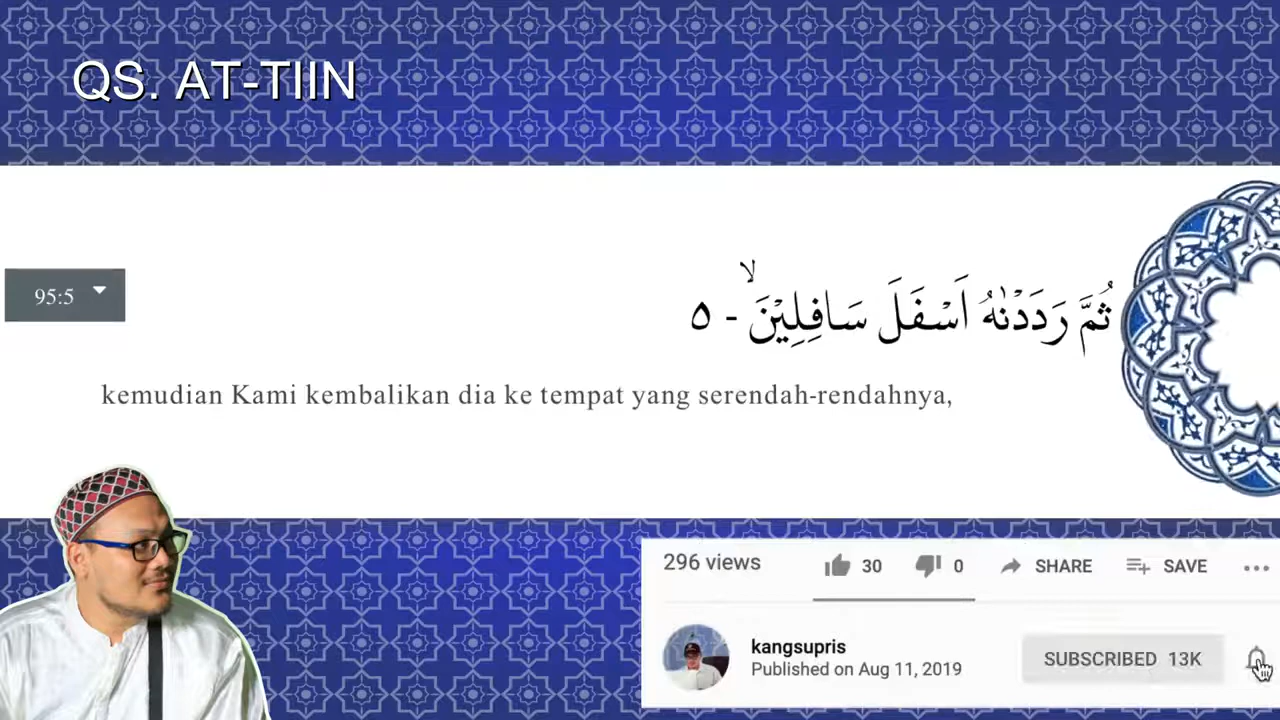 QS. AT-TIIN
95:5
ثُمَّ رَدَدْنٰهُ اَسْفَلَ سَافِلِيْنَۙ - ٥
kemudian Kami kembalikan dia ke tempat yang serendah-rendahnya,
296 views 30 0 SHARE SAVE
kangsupris
Published on Aug 11, 2019
SUBSCRIBED 13K